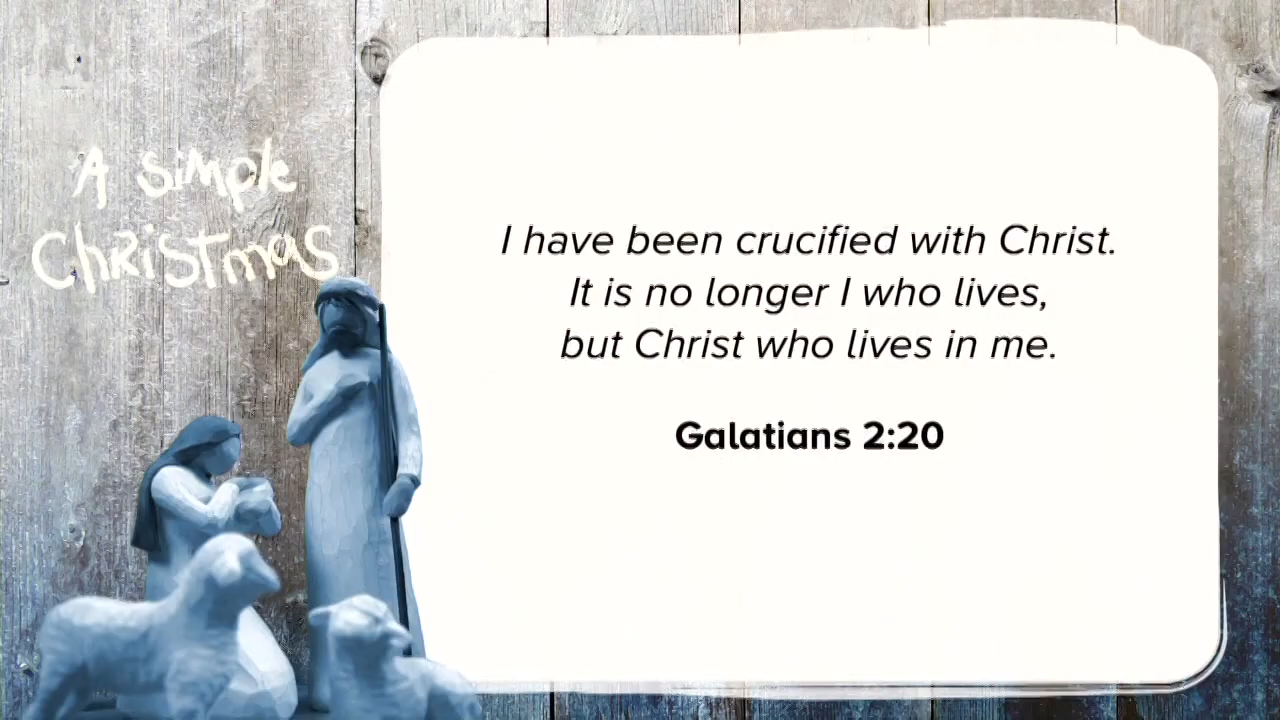 A Simple
Christmas
I have been crucified with Christ.
It is no longer I who lives,
but Christ who lives in me.
Galatians 2:20